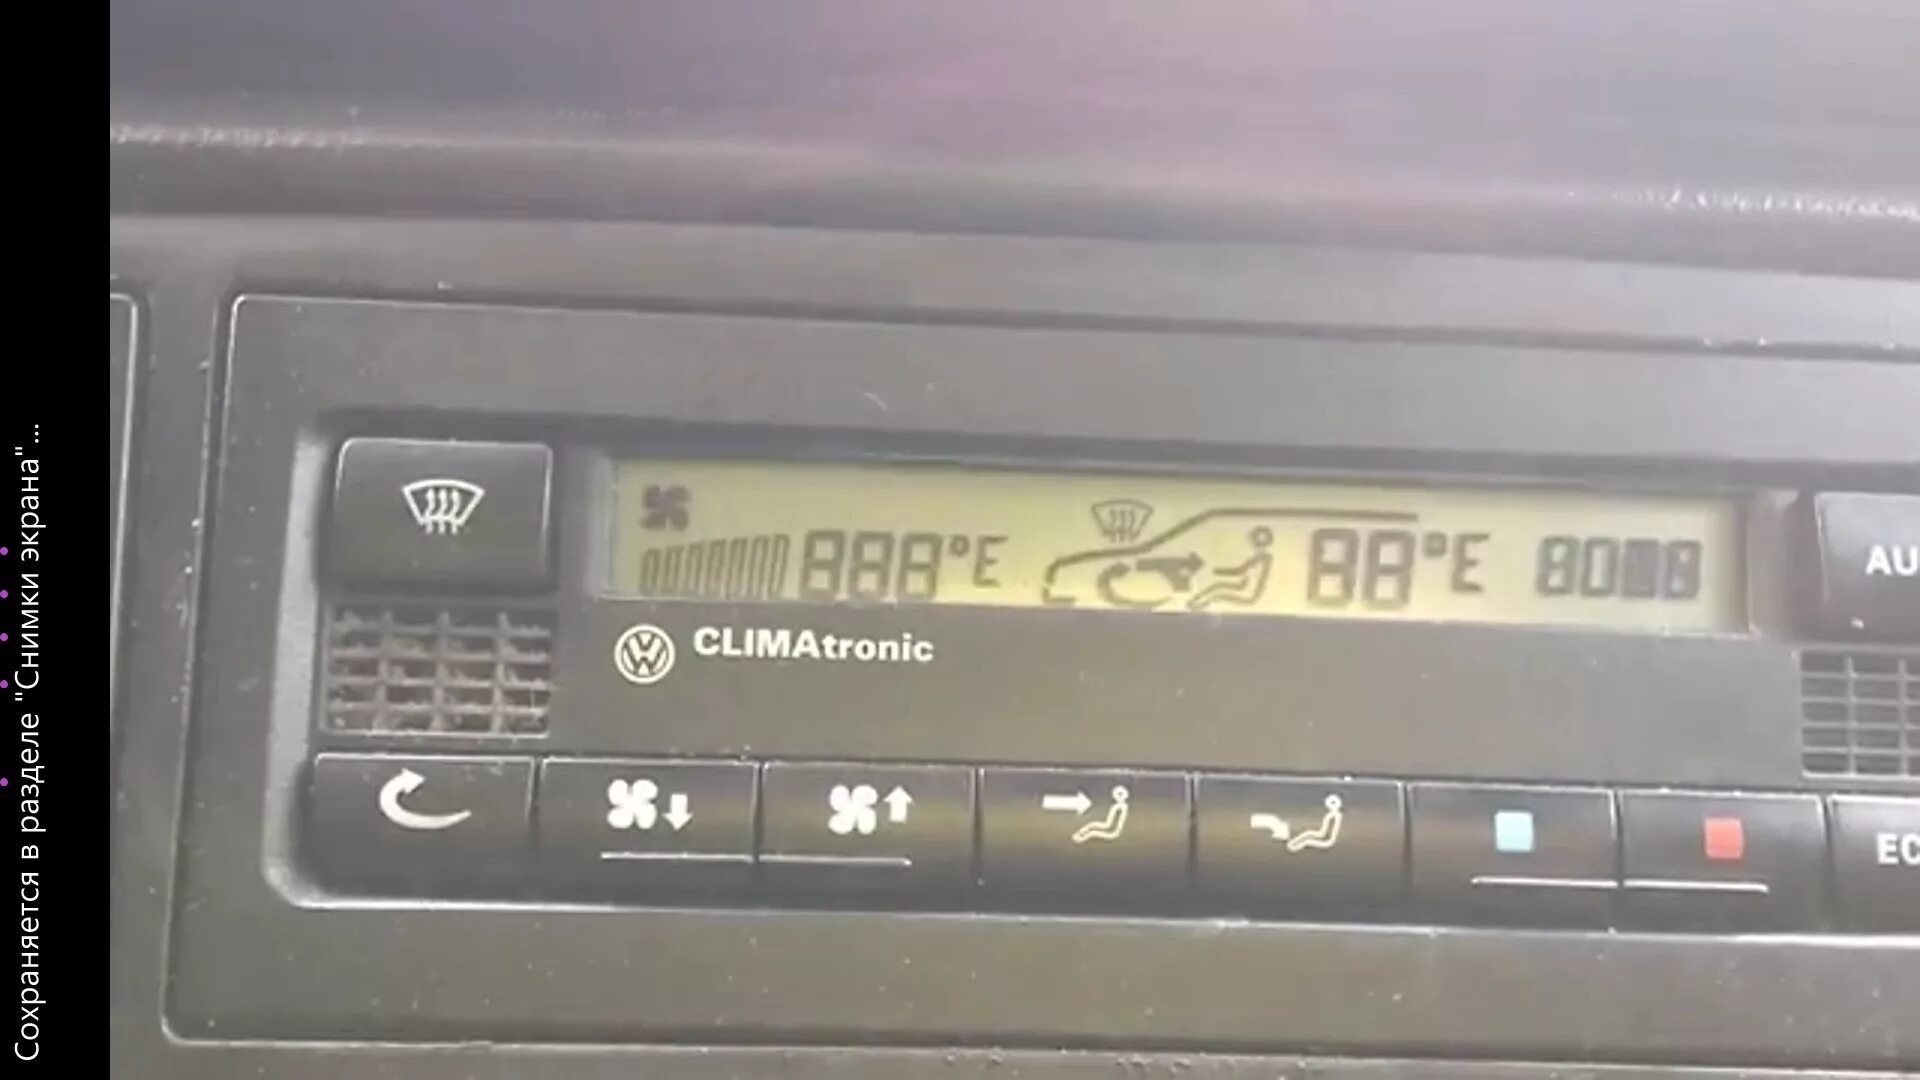 Сохраняется в разделе "Снимки экрана"...
888°E
88°E
CLIMAtronic
AU
EC